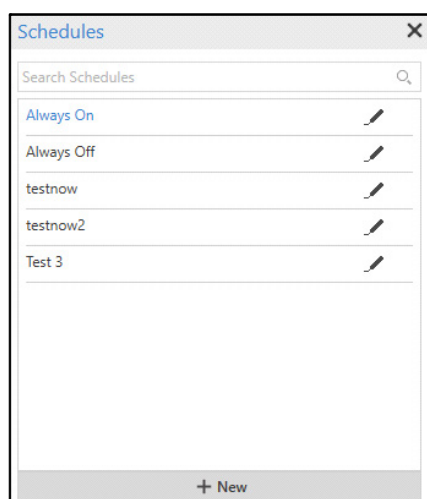 Schedules
Search Schedules
Always On
Always Off
testnow
testnow2
Test 3
+ New